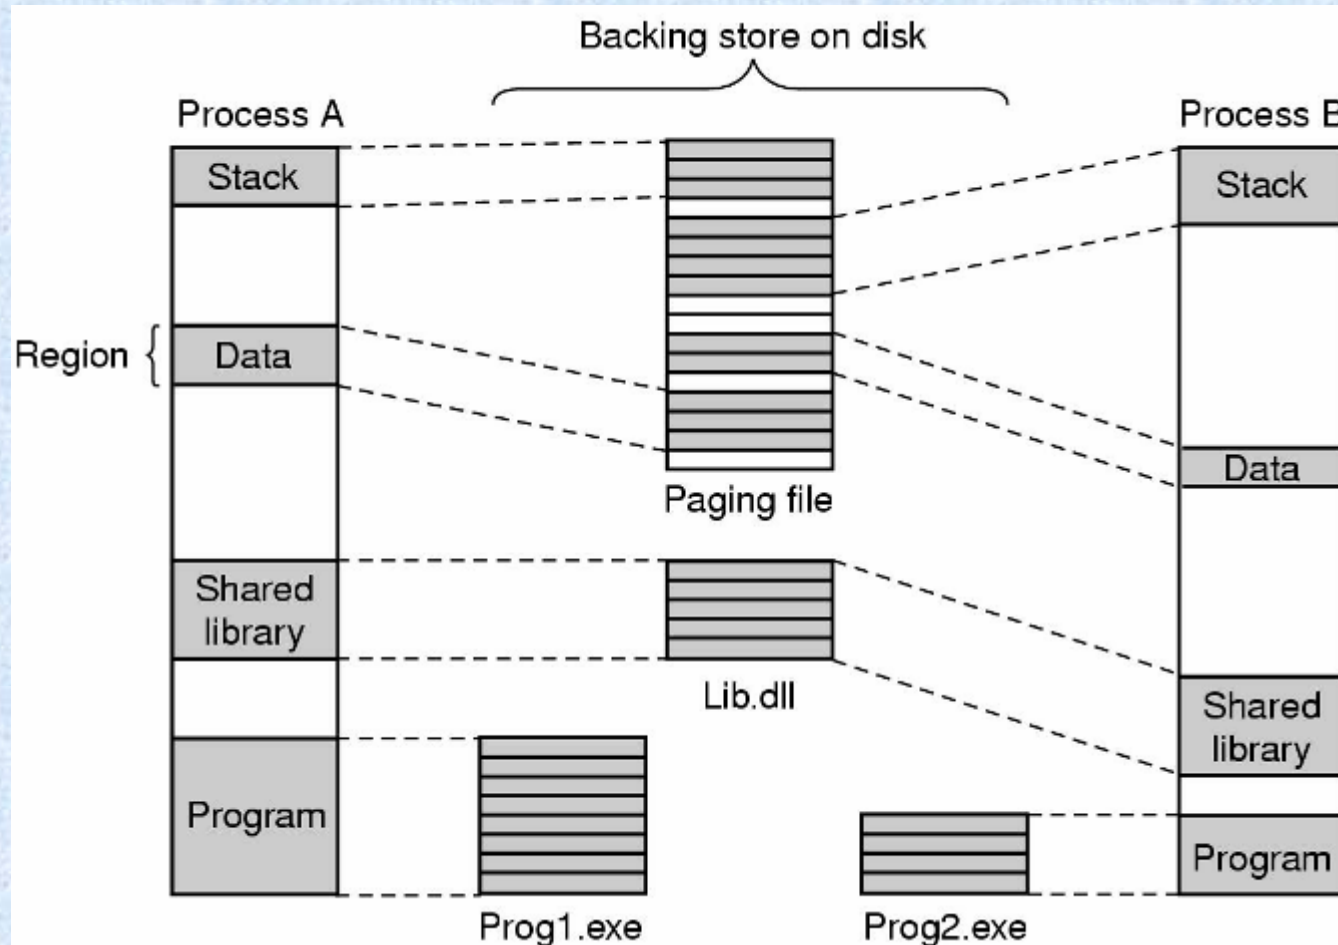 Backing store on disk
Process A
Process B
Stack
Stack
Region
Data
Data
Paging file
Shared
library
Lib.dll
Shared
library
Program
Program
Prog1.exe
Prog2.exe